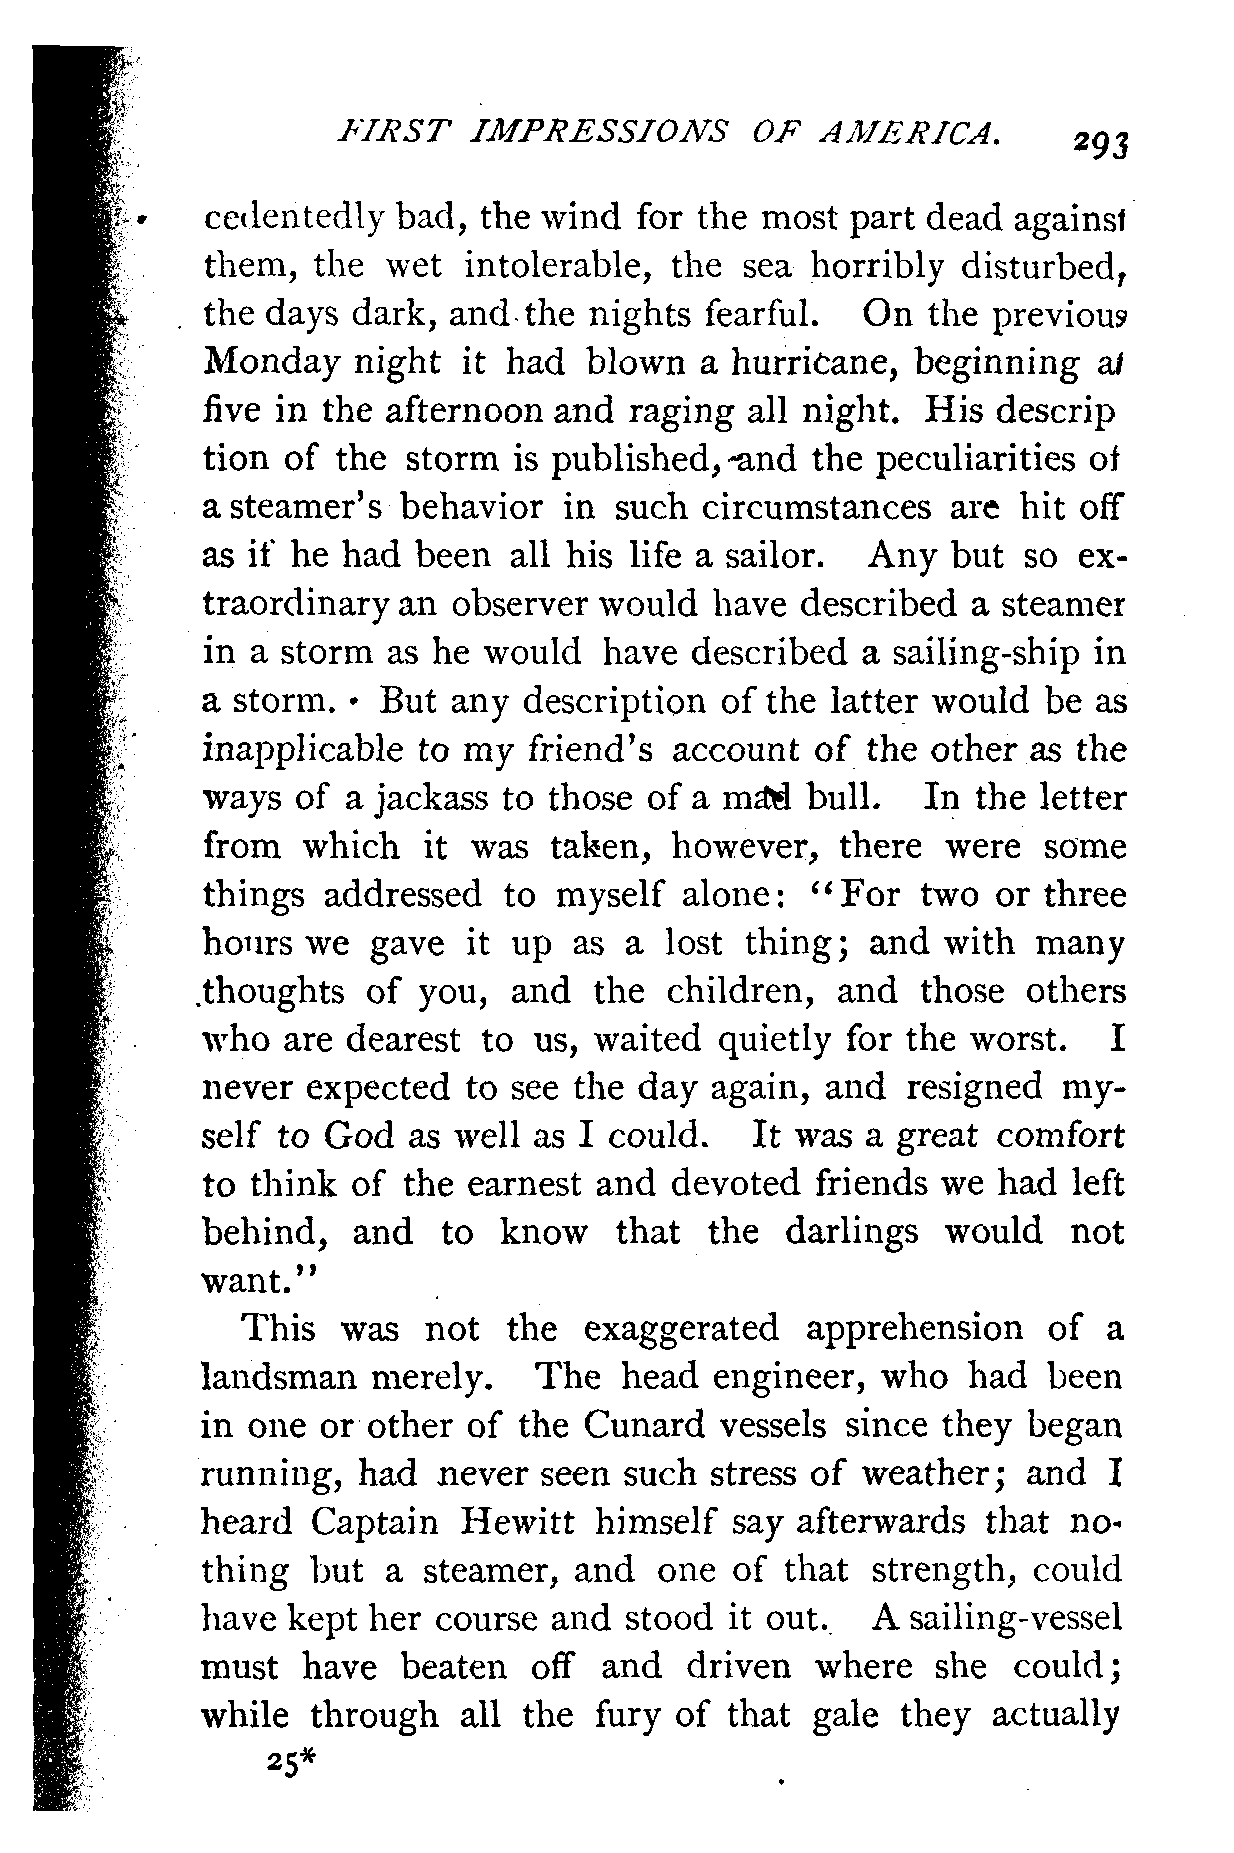 FIRST IMPRESSIONS OF AMERICA. 293
cedentedly bad, the wind for the most part dead against
them, the wet intolerable, the sea horribly disturbed,
the days dark, and the nights fearful. On the previous
Monday night it had blown a hurricane, beginning at
five in the afternoon and raging all night. His descrip
tion of the storm is published, and the peculiarities of
a steamer's behavior in such circumstances are hit off
as if he had been all his life a sailor. Any but so ex-
traordinary an observer would have described a steamer
in a storm as he would have described a sailing-ship in
a storm. But any description of the latter would be as
inapplicable to my friend's account of the other as the
ways of a jackass to those of a mad bull. In the letter
from which it was taken, however, there were some
things addressed to myself alone: "For two or three
hours we gave it up as a lost thing; and with many
thoughts of you, and the children, and those others
who are dearest to us, waited quietly for the worst. I
never expected to see the day again, and resigned my-
self to God as well as I could. It was a great comfort
to think of the earnest and devoted friends we had left
behind, and to know that the darlings would not
want."
This was not the exaggerated apprehension of a
landsman merely. The head engineer, who had been
in one or other of the Cunard vessels since they began
running, had never seen such stress of weather; and I
heard Captain Hewitt himself say afterwards that no-
thing but a steamer, and one of that strength, could
have kept her course and stood it out. A sailing-vessel
must have beaten off and driven where she could;
while through all the fury of that gale they actually
25*